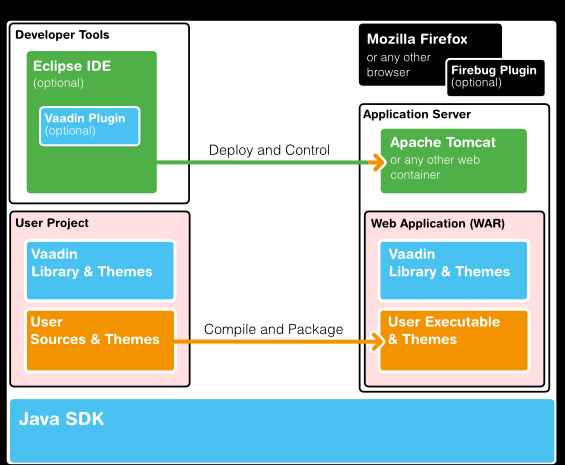 Developer Tools
Eclipse IDE
(optional)
Vaadin Plugin
(optional)
Mozilla Firefox
or any other
browser
Firebug Plugin
(optional)
Deploy and Control
Application Server
Apache Tomcat
or any other web
container
User Project
Vaadin
Library & Themes
User
Sources & Themes
Compile and Package
Web Application (WAR)
Vaadin
Library & Themes
User Executable
& Themes
Java SDK